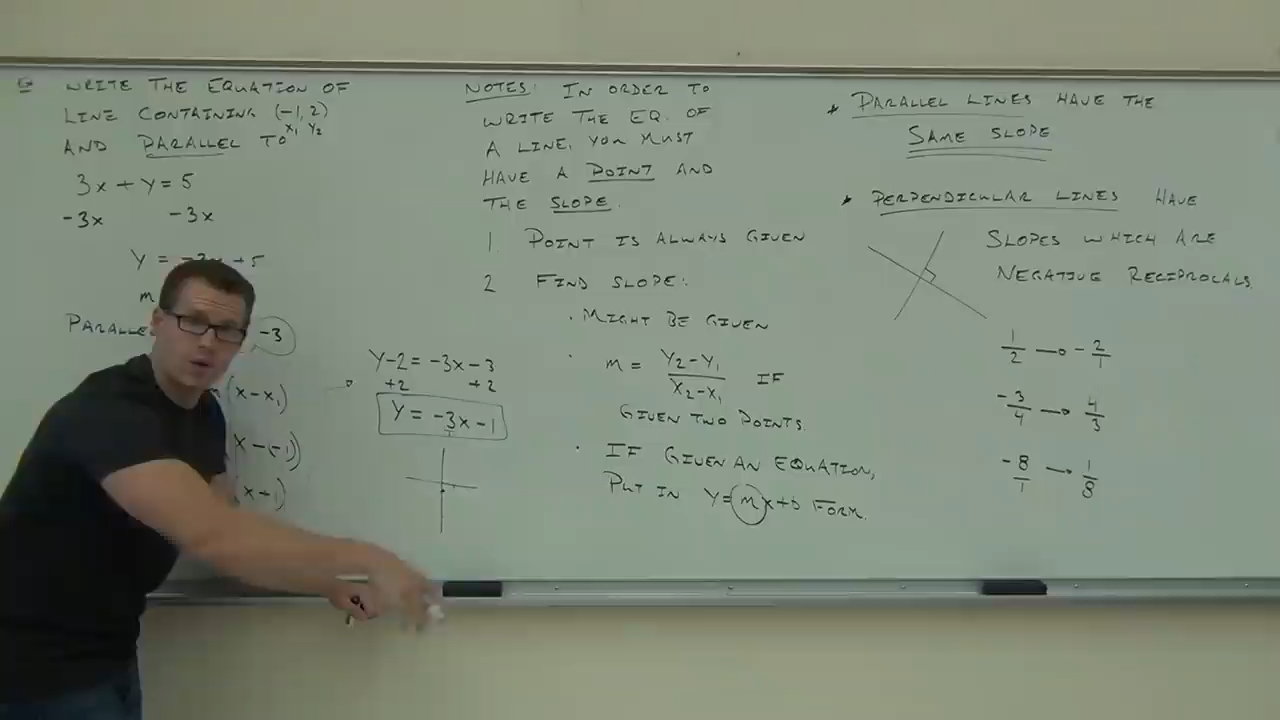 Ex WRITE THE EQUATION OF
LINE CONTAINING (-1, 2)
X₁ Y₂
AND PARALLEL TO
3x + y = 5
-3x -3x
Y = -3x +5
m
PARALLEL -3
(x - x₁)
x - (-1))
x + 1)
Y-2 = -3x - 3
+2 +2
Y = -3x - 1
1
NOTES: IN ORDER TO
WRITE THE EQ. OF
A LINE, YOU MUST
HAVE A POINT AND
THE SLOPE.
1 POINT IS ALWAYS GIVEN
2 FIND SLOPE:
· MIGHT BE GIVEN
· m = Y₂-Y₁ / X₂-X₁ IF
GIVEN TWO POINTS
· IF GIVEN AN EQUATION,
PUT IN Y=mx+b FORM.
* PARALLEL LINES HAVE THE
SAME SLOPE
* PERPENDICULAR LINES HAVE
SLOPES WHICH ARE
NEGATIVE RECIPROCALS
1/2 → -2/1
-3/4 → 4/3
-8/1 → 1/8